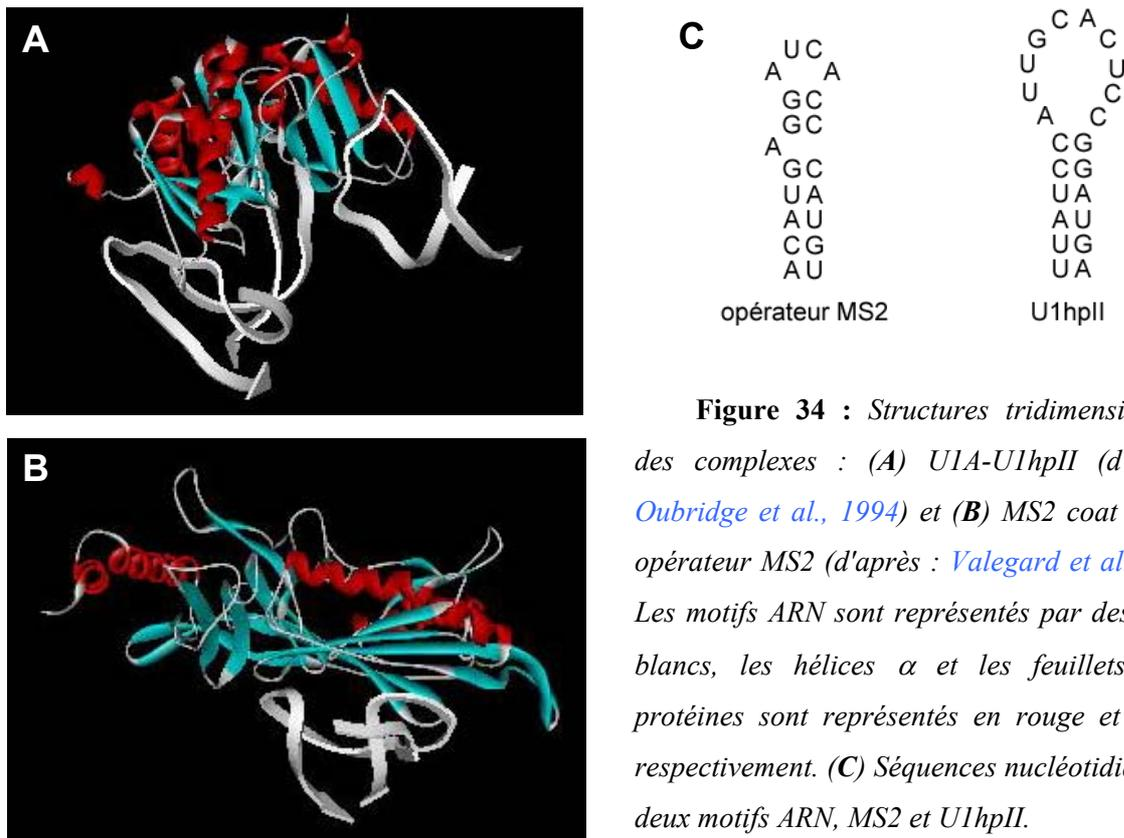 A
C
U C
A A
G C
G C
A
G C
U A
A U
C G
A U
opérateur MS2
C A
G C
U U
U C
A C
C G
C G
U A
A U
U G
U A
U1hpII
B
Figure 34 : Structures tridimensi
des complexes : (A) U1A-U1hpII (d
Oubridge et al., 1994) et (B) MS2 coat
opérateur MS2 (d'après : Valegard et al
Les motifs ARN sont représentés par des
blancs, les hélices α et les feuillets
protéines sont représentés en rouge et
respectivement. (C) Séquences nucléotidi
deux motifs ARN, MS2 et U1hpII.